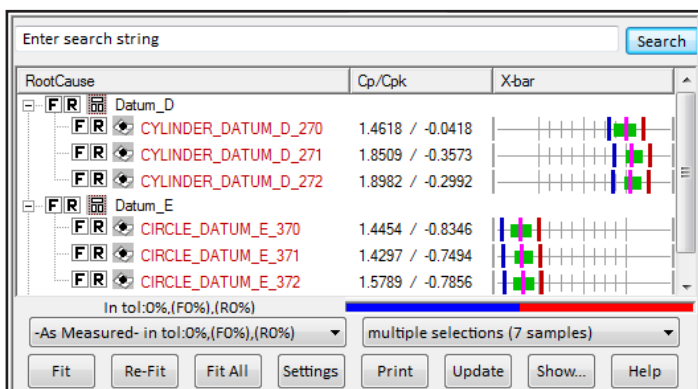 Enter search string
Search
RootCause Cp/Cpk X-bar
F R Datum_D
F R CYLINDER_DATUM_D_270 1.4618 / -0.0418
F R CYLINDER_DATUM_D_271 1.8509 / -0.3573
F R CYLINDER_DATUM_D_272 1.8982 / -0.2992
F R Datum_E
F R CIRCLE_DATUM_E_370 1.4454 / -0.8346
F R CIRCLE_DATUM_E_371 1.4297 / -0.7494
F R CIRCLE_DATUM_E_372 1.5789 / -0.7856
In tol:0%,(F0%),(R0%)
-As Measured- in tol:0%,(F0%),(R0%) multiple selections (7 samples)
Fit Re-Fit Fit All Settings Print Update Show... Help